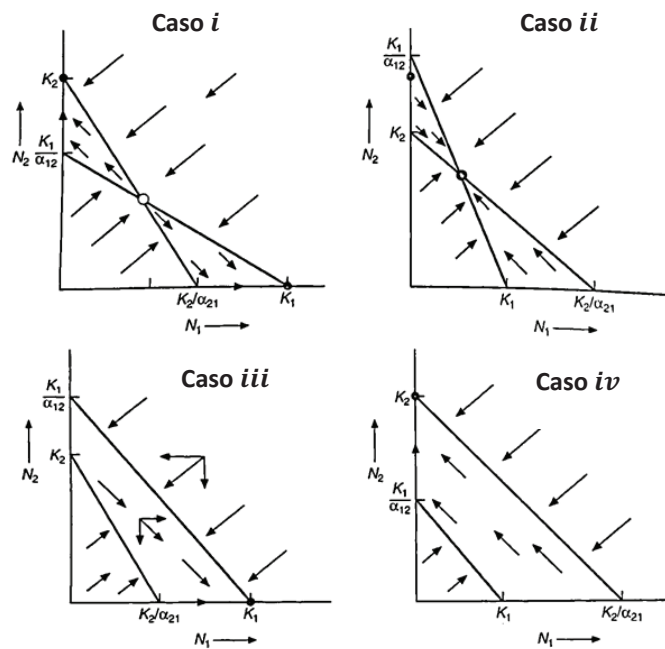 Caso i
K₂
K₁
α₁₂
N₂
K₂/α₂₁
K₁
N₁
Caso ii
K₁
α₁₂
K₂
N₂
K₁
K₂/α₂₁
N₁
Caso iii
K₁
α₁₂
K₂
N₂
K₂/α₂₁
K₁
N₁
Caso iv
K₂
N₂
K₁
α₁₂
K₁
K₂/α₂₁
N₁